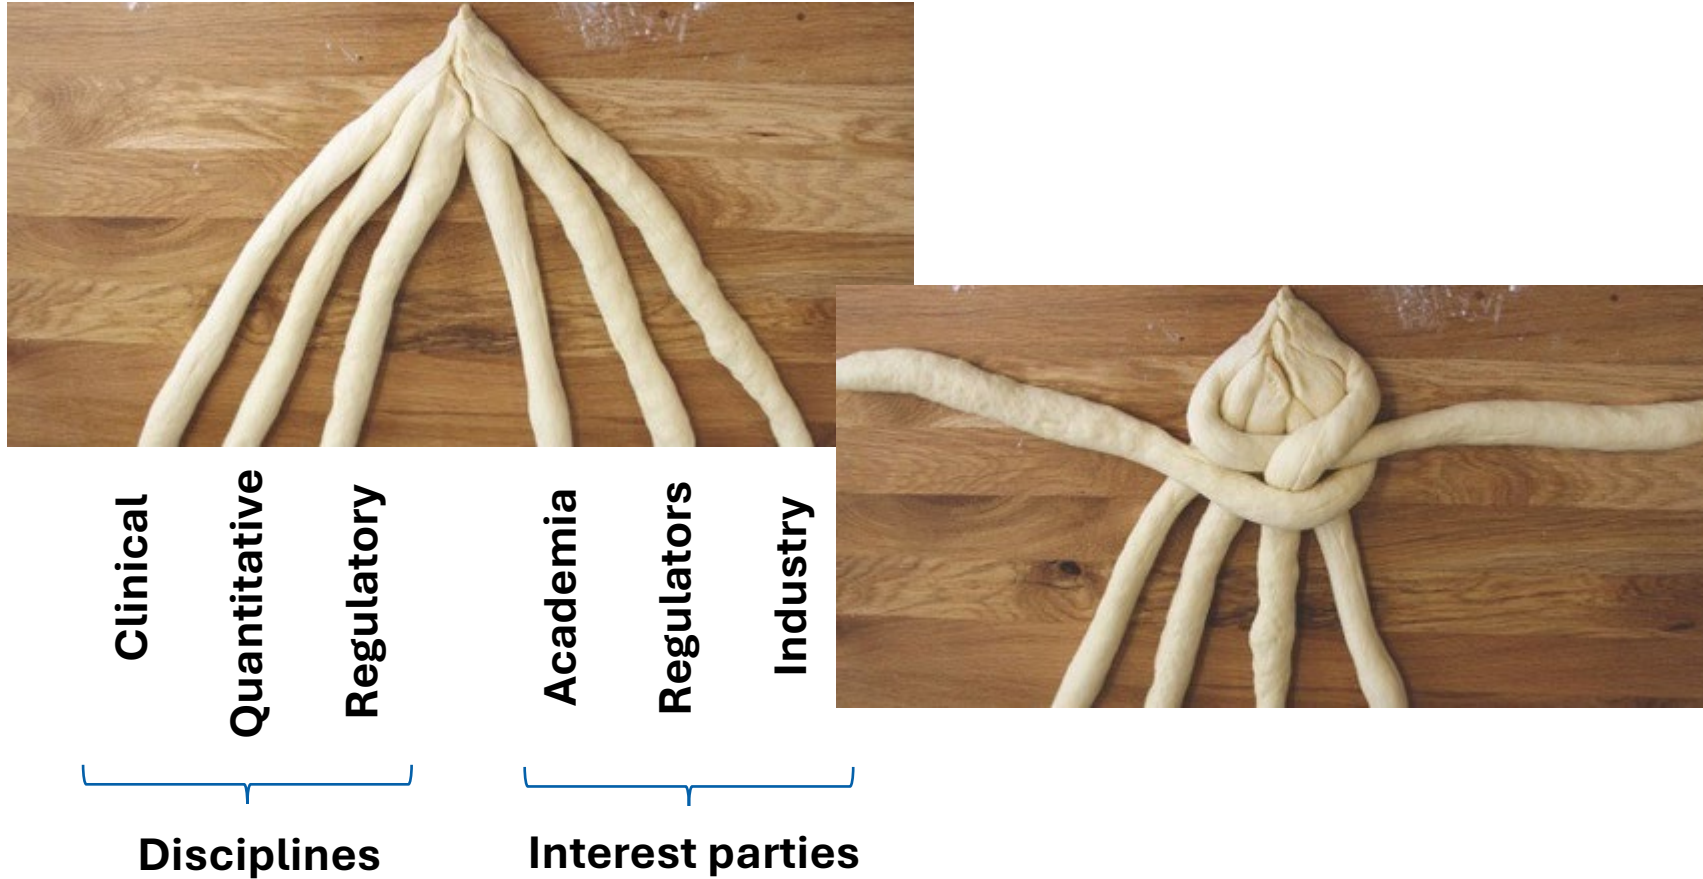 Clinical
Quantitative
Regulatory
Academia
Regulators
Industry
Disciplines
Interest parties